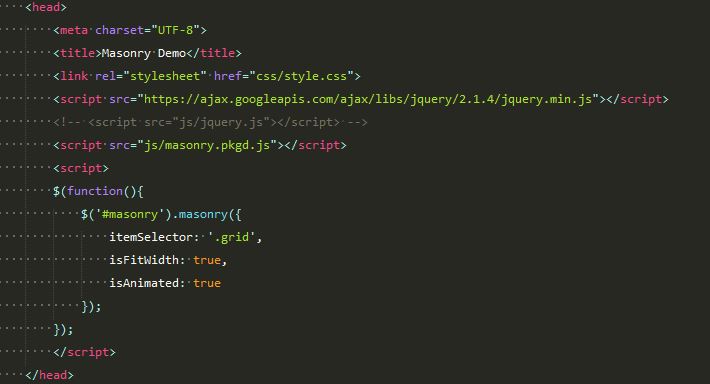 <head>
<meta charset="UTF-8">
<title>Masonry Demo</title>
<link rel="stylesheet" href="css/style.css">
<script src="https://ajax.googleapis.com/ajax/libs/jquery/2.1.4/jquery.min.js"></script>
<!-- <script src="js/jquery.js"></script> -->
<script src="js/masonry.pkgd.js"></script>
<script>
$(function(){
$('#masonry').masonry({
itemSelector: '.grid',
isFitWidth: true,
isAnimated: true
});
});
</script>
</head>